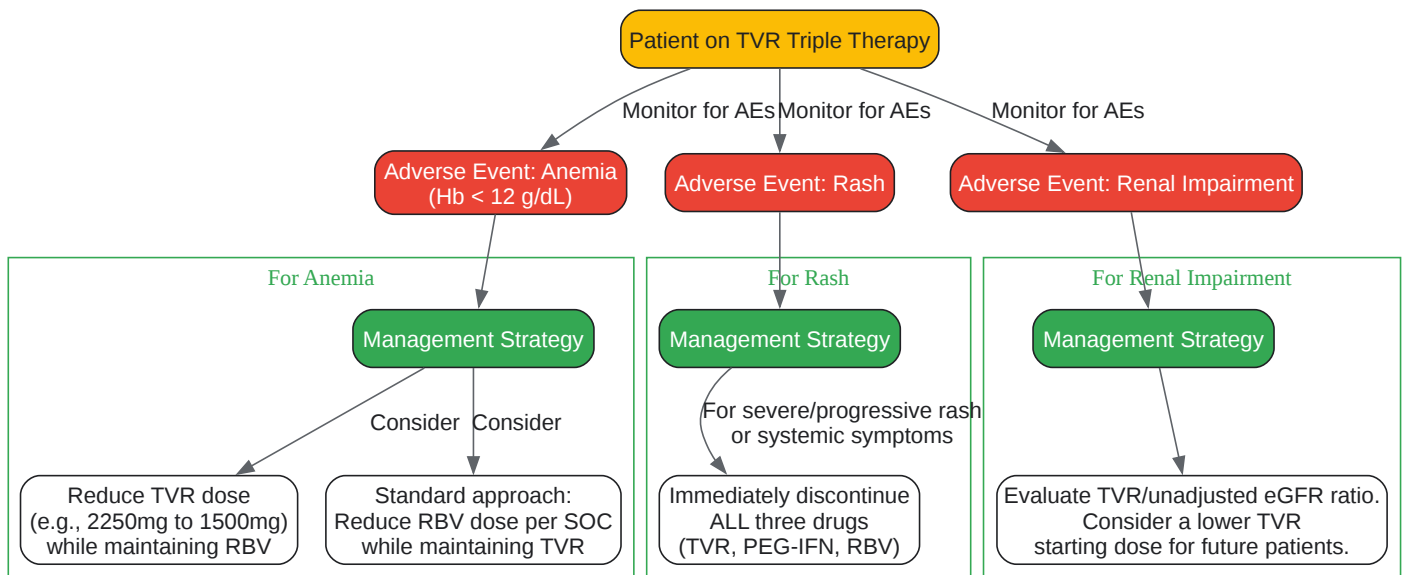 Patient on TVR Triple Therapy
Monitor for AEs
Monitor for AEs
Monitor for AEs
Adverse Event: Anemia
(Hb < 12 g/dL)
Adverse Event: Rash
Adverse Event: Renal Impairment
For Anemia
For Rash
For Renal Impairment
Management Strategy
Management Strategy
Management Strategy
Consider
Consider
For severe/progressive rash
or systemic symptoms
Reduce TVR dose
(e.g., 2250mg to 1500mg)
while maintaining RBV
Standard approach:
Reduce RBV dose per SOC
while maintaining TVR
Immediately discontinue
ALL three drugs
(TVR, PEG-IFN, RBV)
Evaluate TVR/unadjusted eGFR ratio.
Consider a lower TVR
starting dose for future patients.